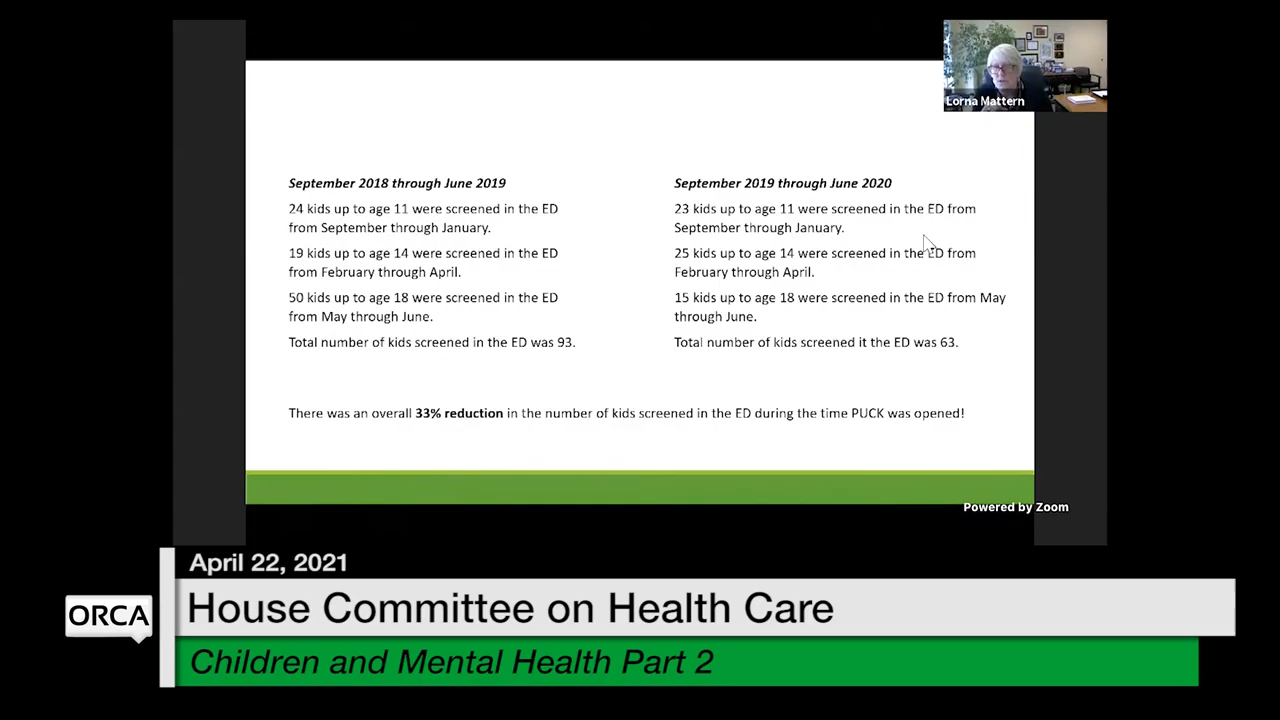 Lorna Mattern
September 2018 through June 2019
24 kids up to age 11 were screened in the ED
from September through January.
19 kids up to age 14 were screened in the ED
from February through April.
50 kids up to age 18 were screened in the ED
from May through June.
Total number of kids screened in the ED was 93.
September 2019 through June 2020
23 kids up to age 11 were screened in the ED from
September through January.
25 kids up to age 14 were screened in the ED from
February through April.
15 kids up to age 18 were screened in the ED from May
through June.
Total number of kids screened it the ED was 63.
There was an overall 33% reduction in the number of kids screened in the ED during the time PUCK was opened!
Powered by Zoom
April 22, 2021
ORCA
House Committee on Health Care
Children and Mental Health Part 2